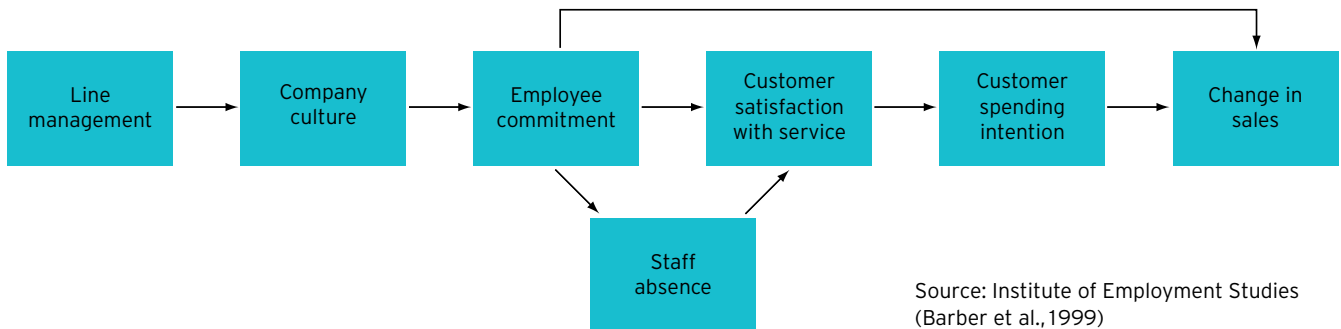 Line
management
Company
culture
Employee
commitment
Customer
satisfaction
with service
Customer
spending
intention
Change in
sales
Staff
absence
Source: Institute of Employment Studies
(Barber et al., 1999)